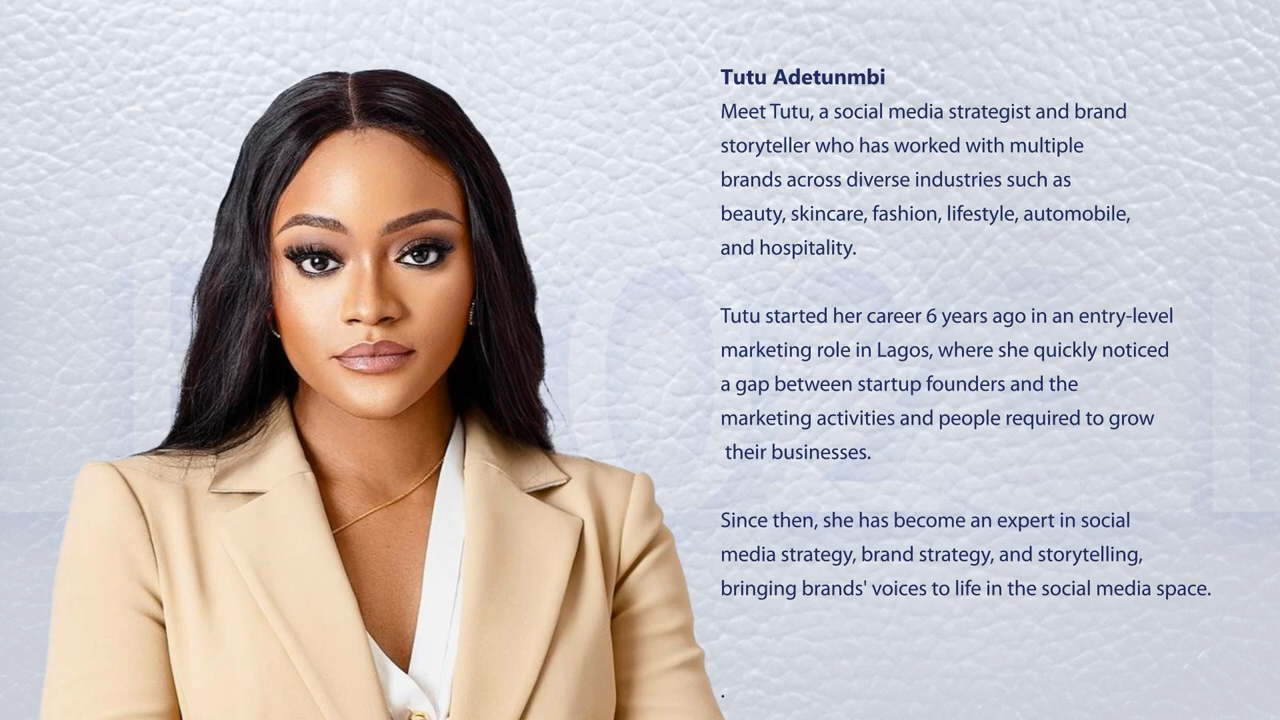 Tutu Adetunmbi
Meet Tutu, a social media strategist and brand
storyteller who has worked with multiple
brands across diverse industries such as
beauty, skincare, fashion, lifestyle, automobile,
and hospitality.
Tutu started her career 6 years ago in an entry-level
marketing role in Lagos, where she quickly noticed
a gap between startup founders and the
marketing activities and people required to grow
their businesses.
Since then, she has become an expert in social
media strategy, brand strategy, and storytelling,
bringing brands' voices to life in the social media space.
.